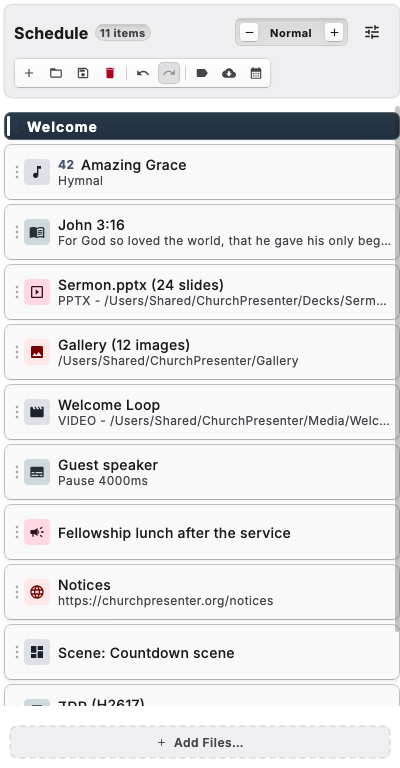 Schedule 11 items
− Normal +
Welcome
42 Amazing Grace
Hymnal
John 3:16
For God so loved the world, that he gave his only beg...
Sermon.pptx (24 slides)
PPTX - /Users/Shared/ChurchPresenter/Decks/Serm...
Gallery (12 images)
/Users/Shared/ChurchPresenter/Gallery
Welcome Loop
VIDEO - /Users/Shared/ChurchPresenter/Media/Welc...
Guest speaker
Pause 4000ms
Fellowship lunch after the service
Notices
https://churchpresenter.org/notices
Scene: Countdown scene
(H2617)
+ Add Files...